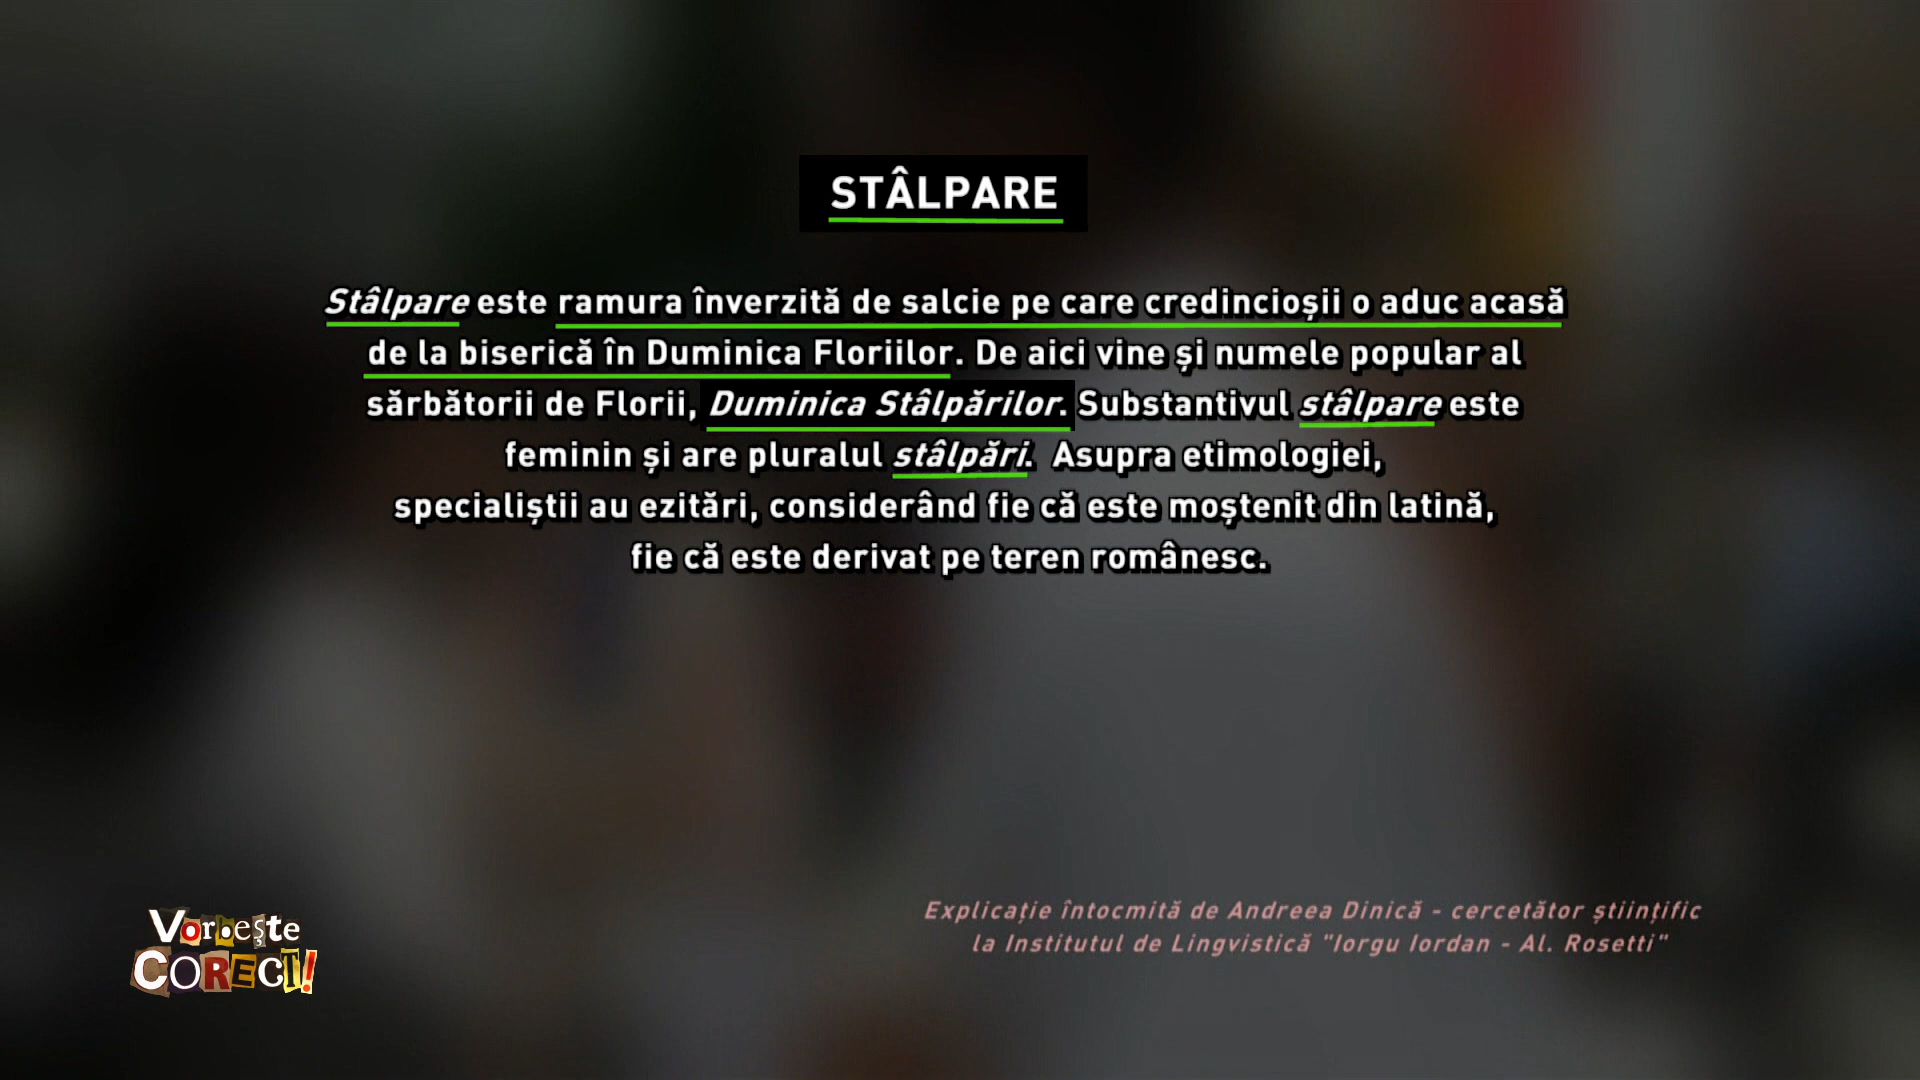 STÂLPARE
Stâlpare este ramura înverzită de salcie pe care credincioșii o aduc acasă
de la biserică în Duminica Floriilor. De aici vine și numele popular al
sărbătorii de Florii, Duminica Stâlpărilor. Substantivul stâlpare este
feminin și are pluralul stâlpări. Asupra etimologiei,
specialiștii au ezitări, considerând fie că este moștenit din latină,
fie că este derivat pe teren românesc.
Explicație întocmită de Andreea Dinică - cercetător științific
la Institutul de Lingvistică "Iorgu Iordan - Al. Rosetti"
Vorbește
CORECT!